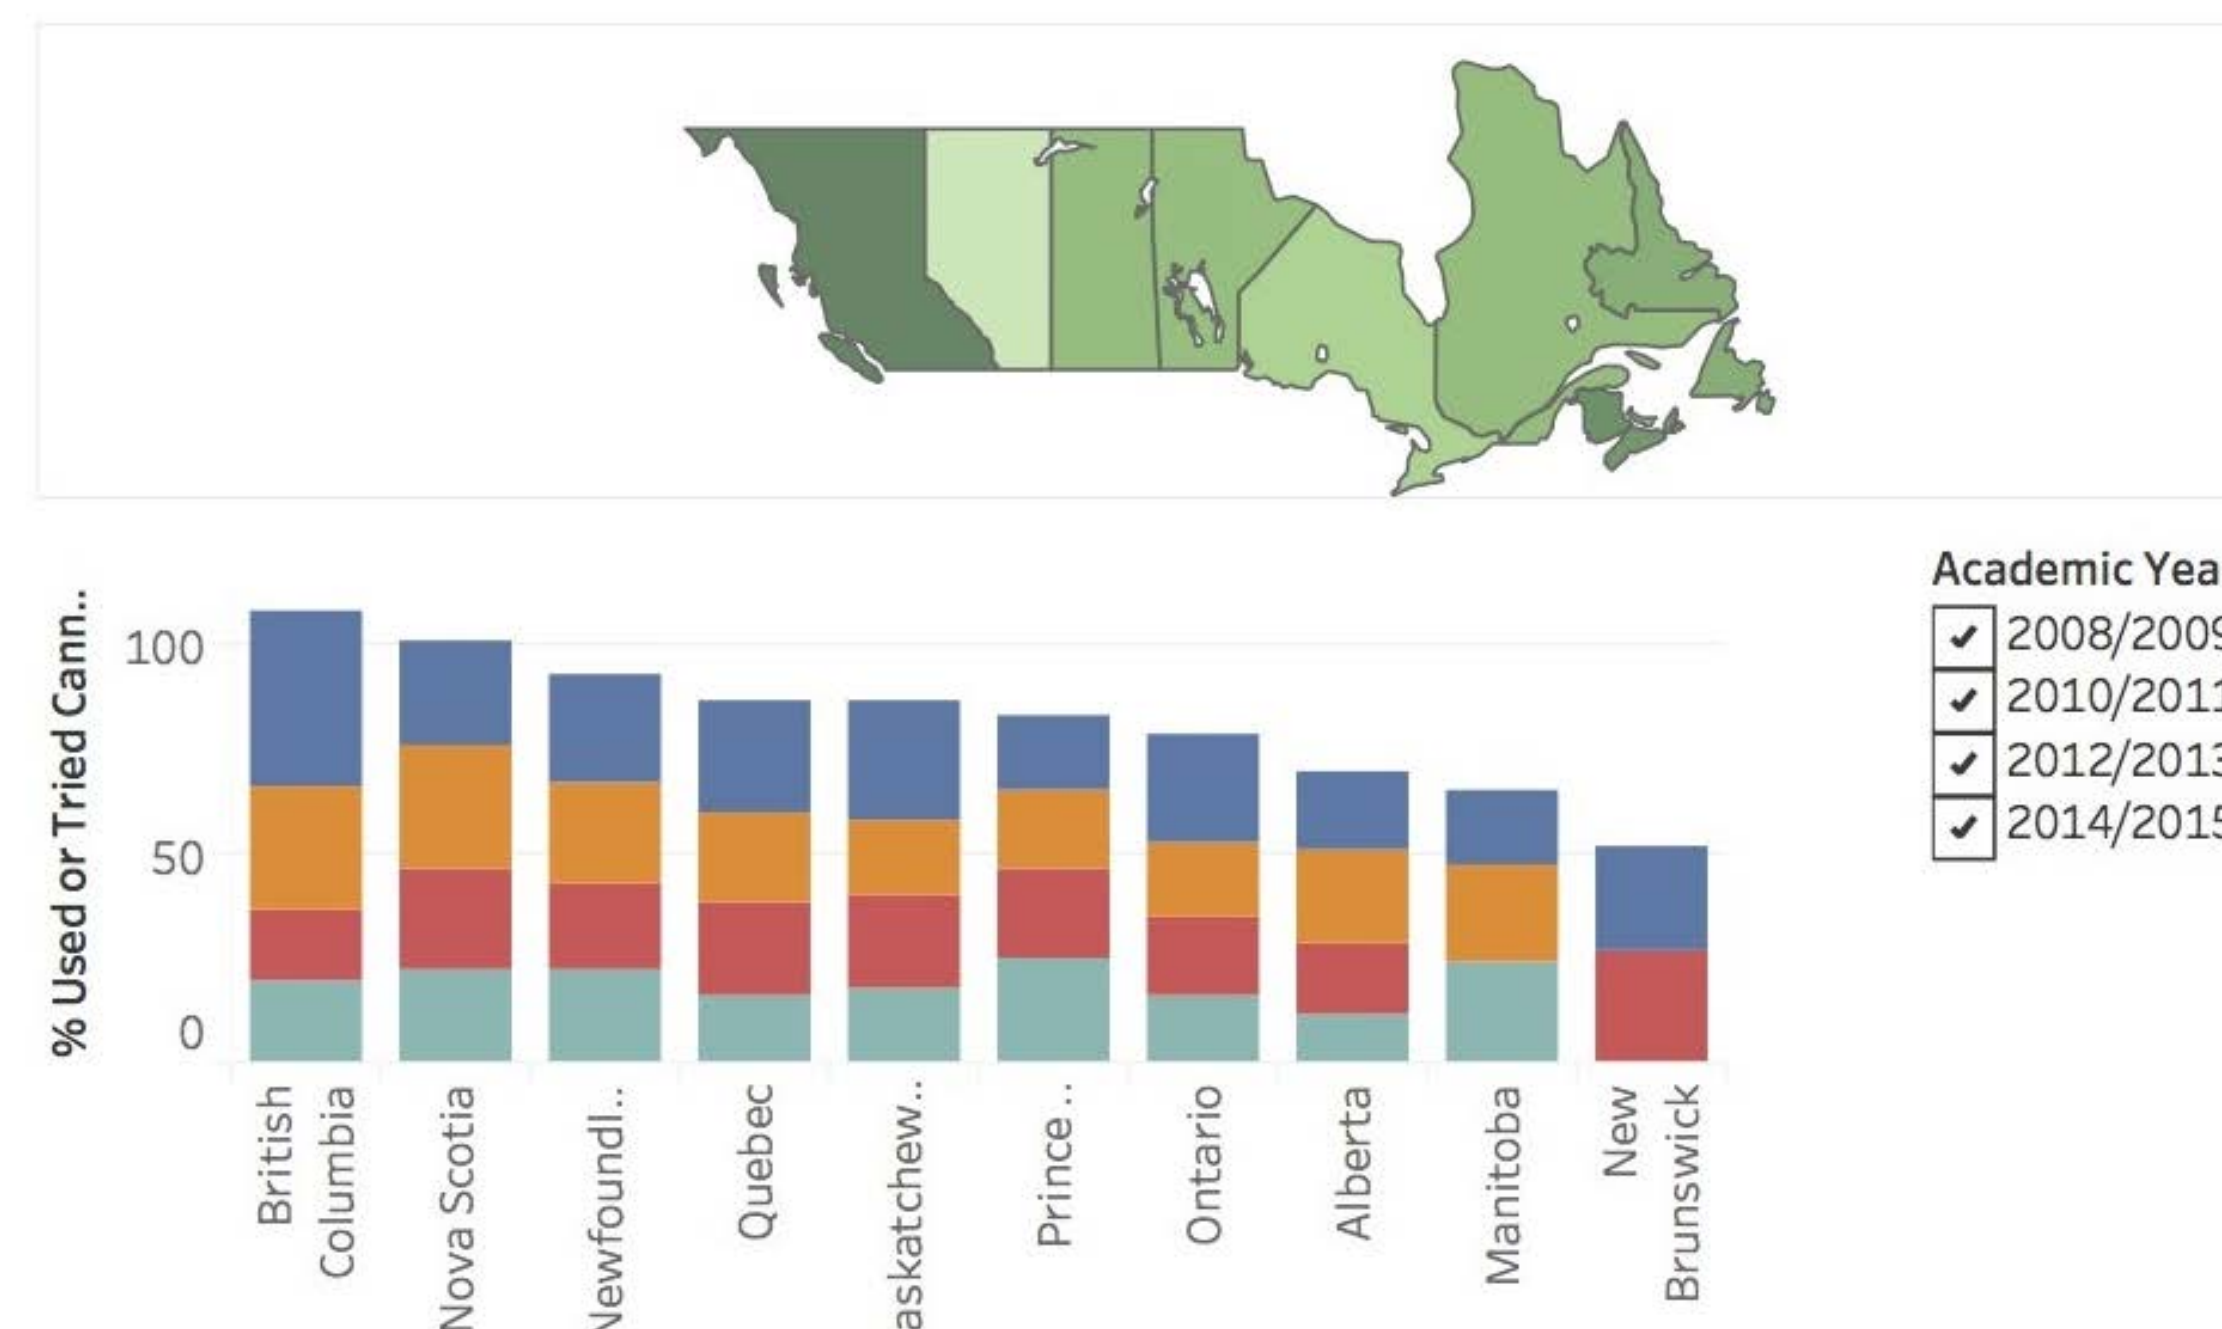 Academic Yea
2008/2009
2010/2011
2012/2013
2014/2015
% Used or Tried Cann..
100
50
0
British
Columbia
Nova Scotia
Newfoundl..
Quebec
askatchew..
Prince ..
Ontario
Alberta
Manitoba
New
Brunswick